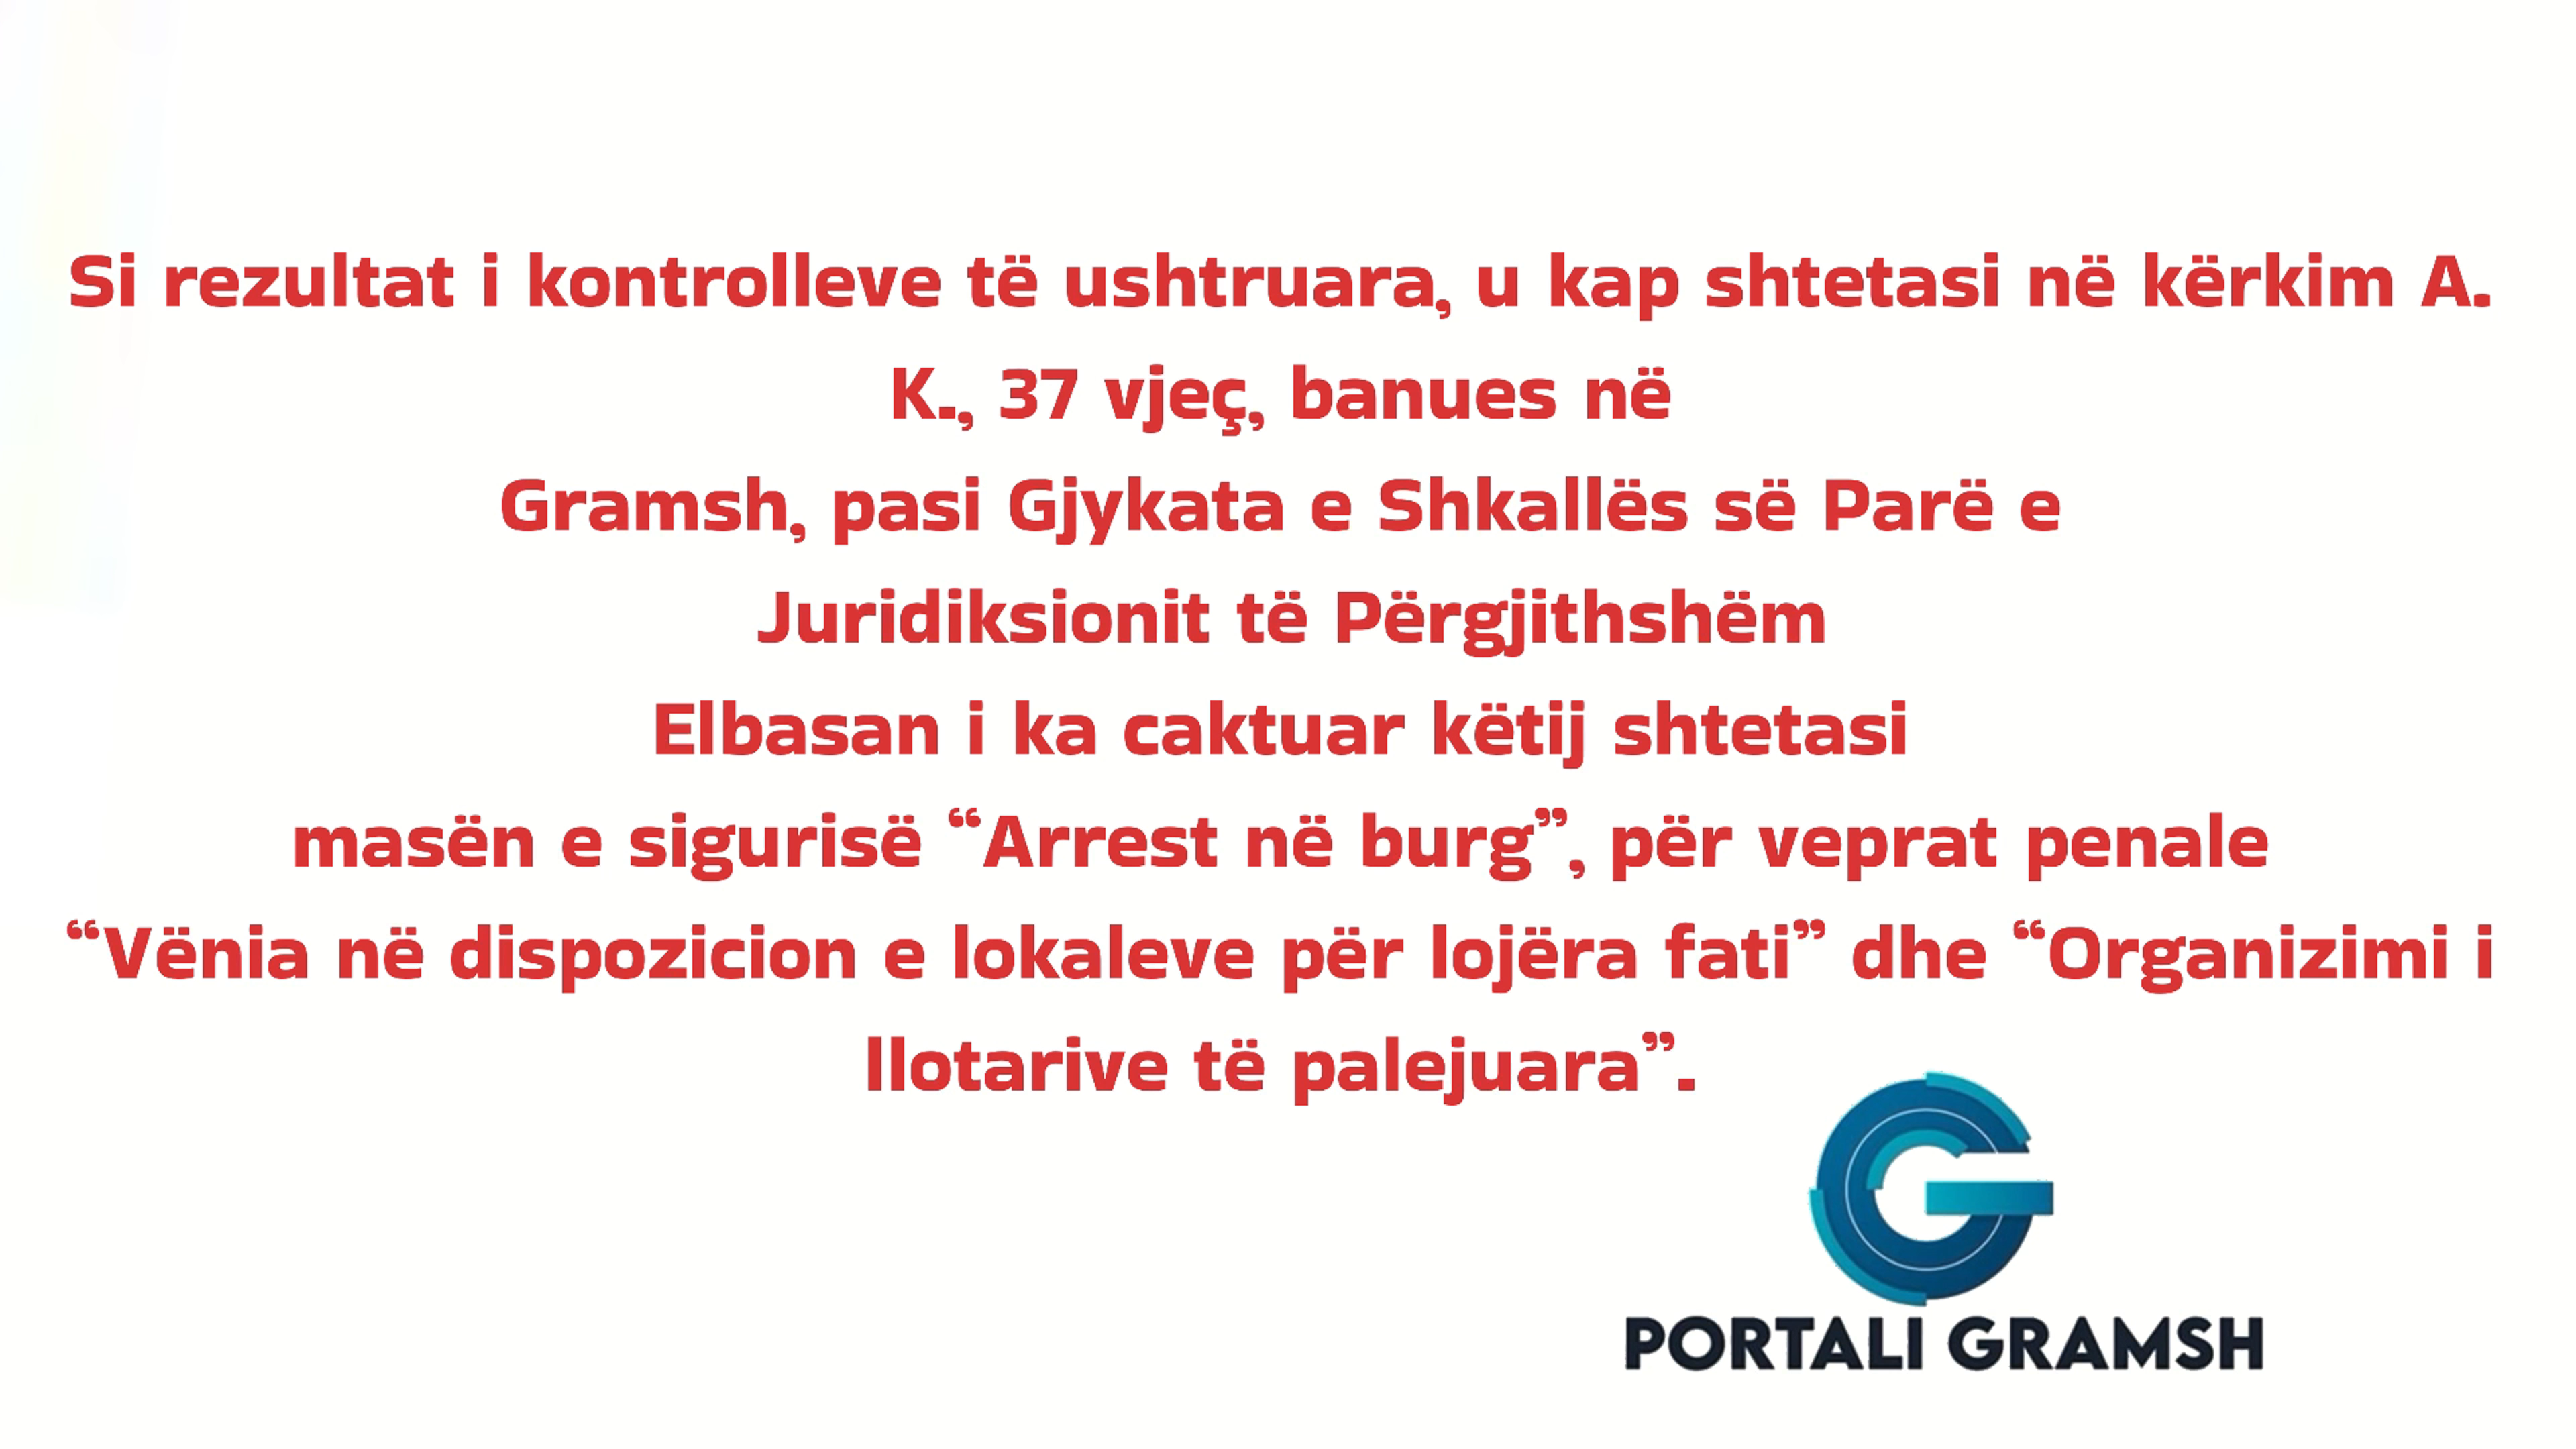 Si rezultat i kontrolleve të ushtruara, u kap shtetasi në kërkim A.
K., 37 vjeç, banues në
Gramsh, pasi Gjykata e Shkallës së Parë e
Juridiksionit të Përgjithshëm
Elbasan i ka caktuar këtij shtetasi
masën e sigurisë “Arrest në burg”, për veprat penale
“Vënia në dispozicion e lokaleve për lojëra fati” dhe “Organizimi i
llotarive të palejuara”.
PORTALI GRAMSH